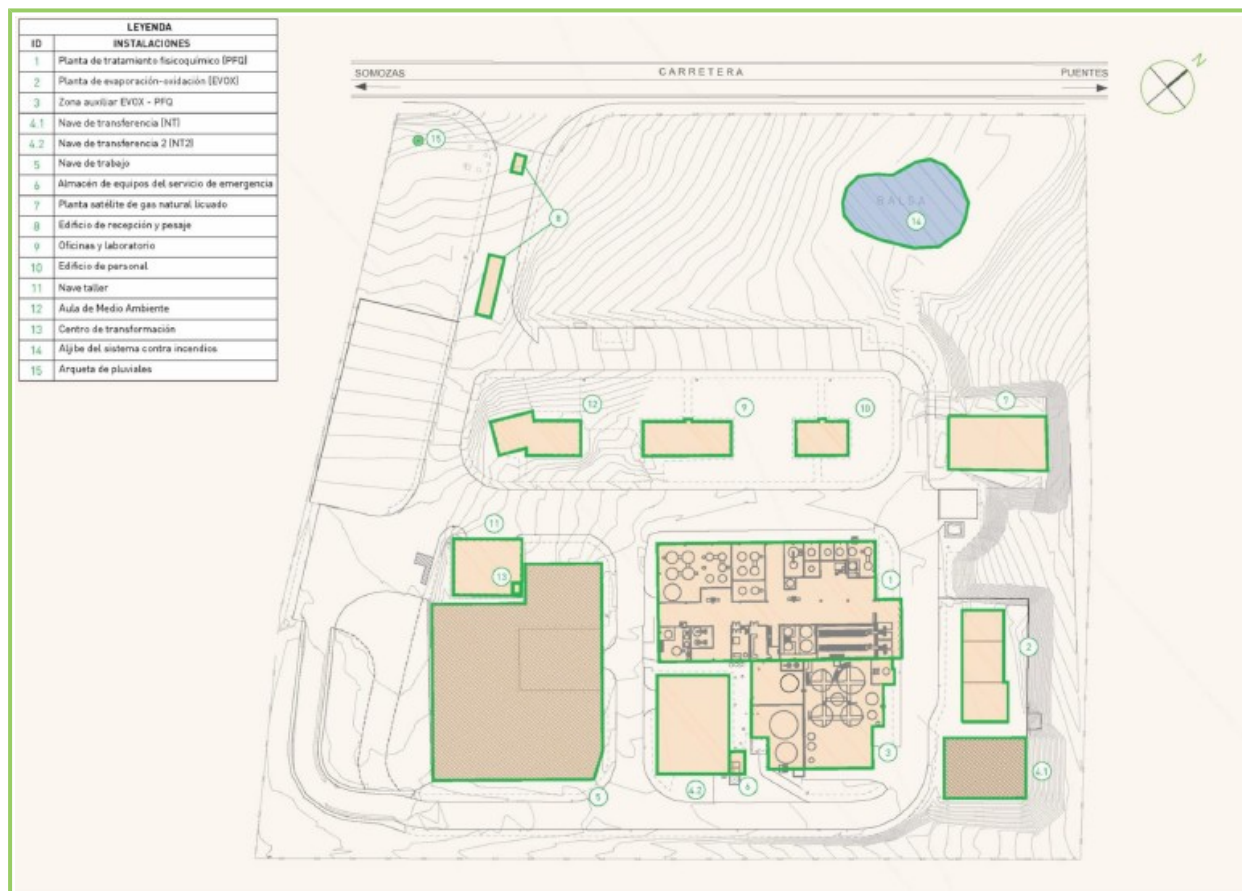 LEYENDA
ID INSTALACIONES
1 Planta de tratamiento fisicoquímico (PFQ)
2 Planta de evaporación-oxidación (EVOX)
3 Zona auxiliar EVOX - PFQ
4.1 Nave de transferencia (NT)
4.2 Nave de transferencia 2 (NT2)
5 Nave de trabajo
6 Almacén de equipos del servicio de emergencia
7 Planta satélite de gas natural licuado
8 Edificio de recepción y pesaje
9 Oficinas y laboratorio
10 Edificio de personal
11 Nave taller
12 Aula de Medio Ambiente
13 Centro de transformación
14 Aljibe del sistema contra incendios
15 Arqueta de pluviales
SOMOZAS CARRETERA PUENTES
N
15
8
BALSA
14
12
9
10
7
11
13
1
2
3
4.1
4.2
6
5